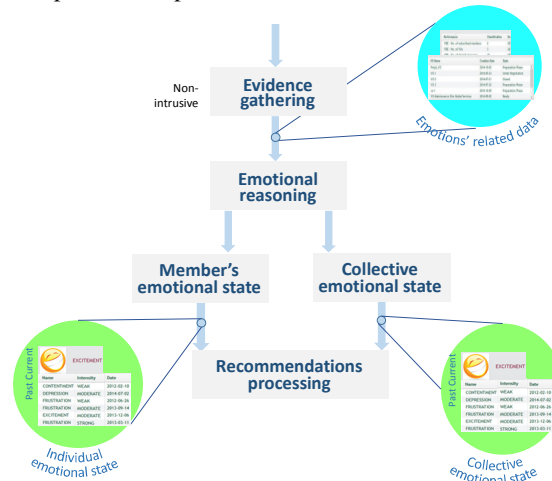 Non-
intrusive
Evidence
gathering
Emotions' related data
Emotional
reasoning
Member's
emotional state
Collective
emotional state
Recommendations
processing
Past Current
EXCITEMENT
Name Intensity Date
CONTENTMENT WEAK 2012-02-10
DEPRESSION MODERATE 2014-07-02
FRUSTRATION WEAK 2012-06-26
FRUSTRATION MODERATE 2013-09-14
EXCITEMENT MODERATE 2013-12-06
FRUSTRATION STRONG 2013-03-11
Individual
emotional state
Past Current
EXCITEMENT
Name Intensity Date
CONTENTMENT WEAK 2012-02-10
DEPRESSION MODERATE 2014-07-02
FRUSTRATION WEAK 2012-06-26
FRUSTRATION MODERATE 2013-09-14
EXCITEMENT MODERATE 2013-12-06
FRUSTRATION STRONG 2013-03-11
Collective
emotional state